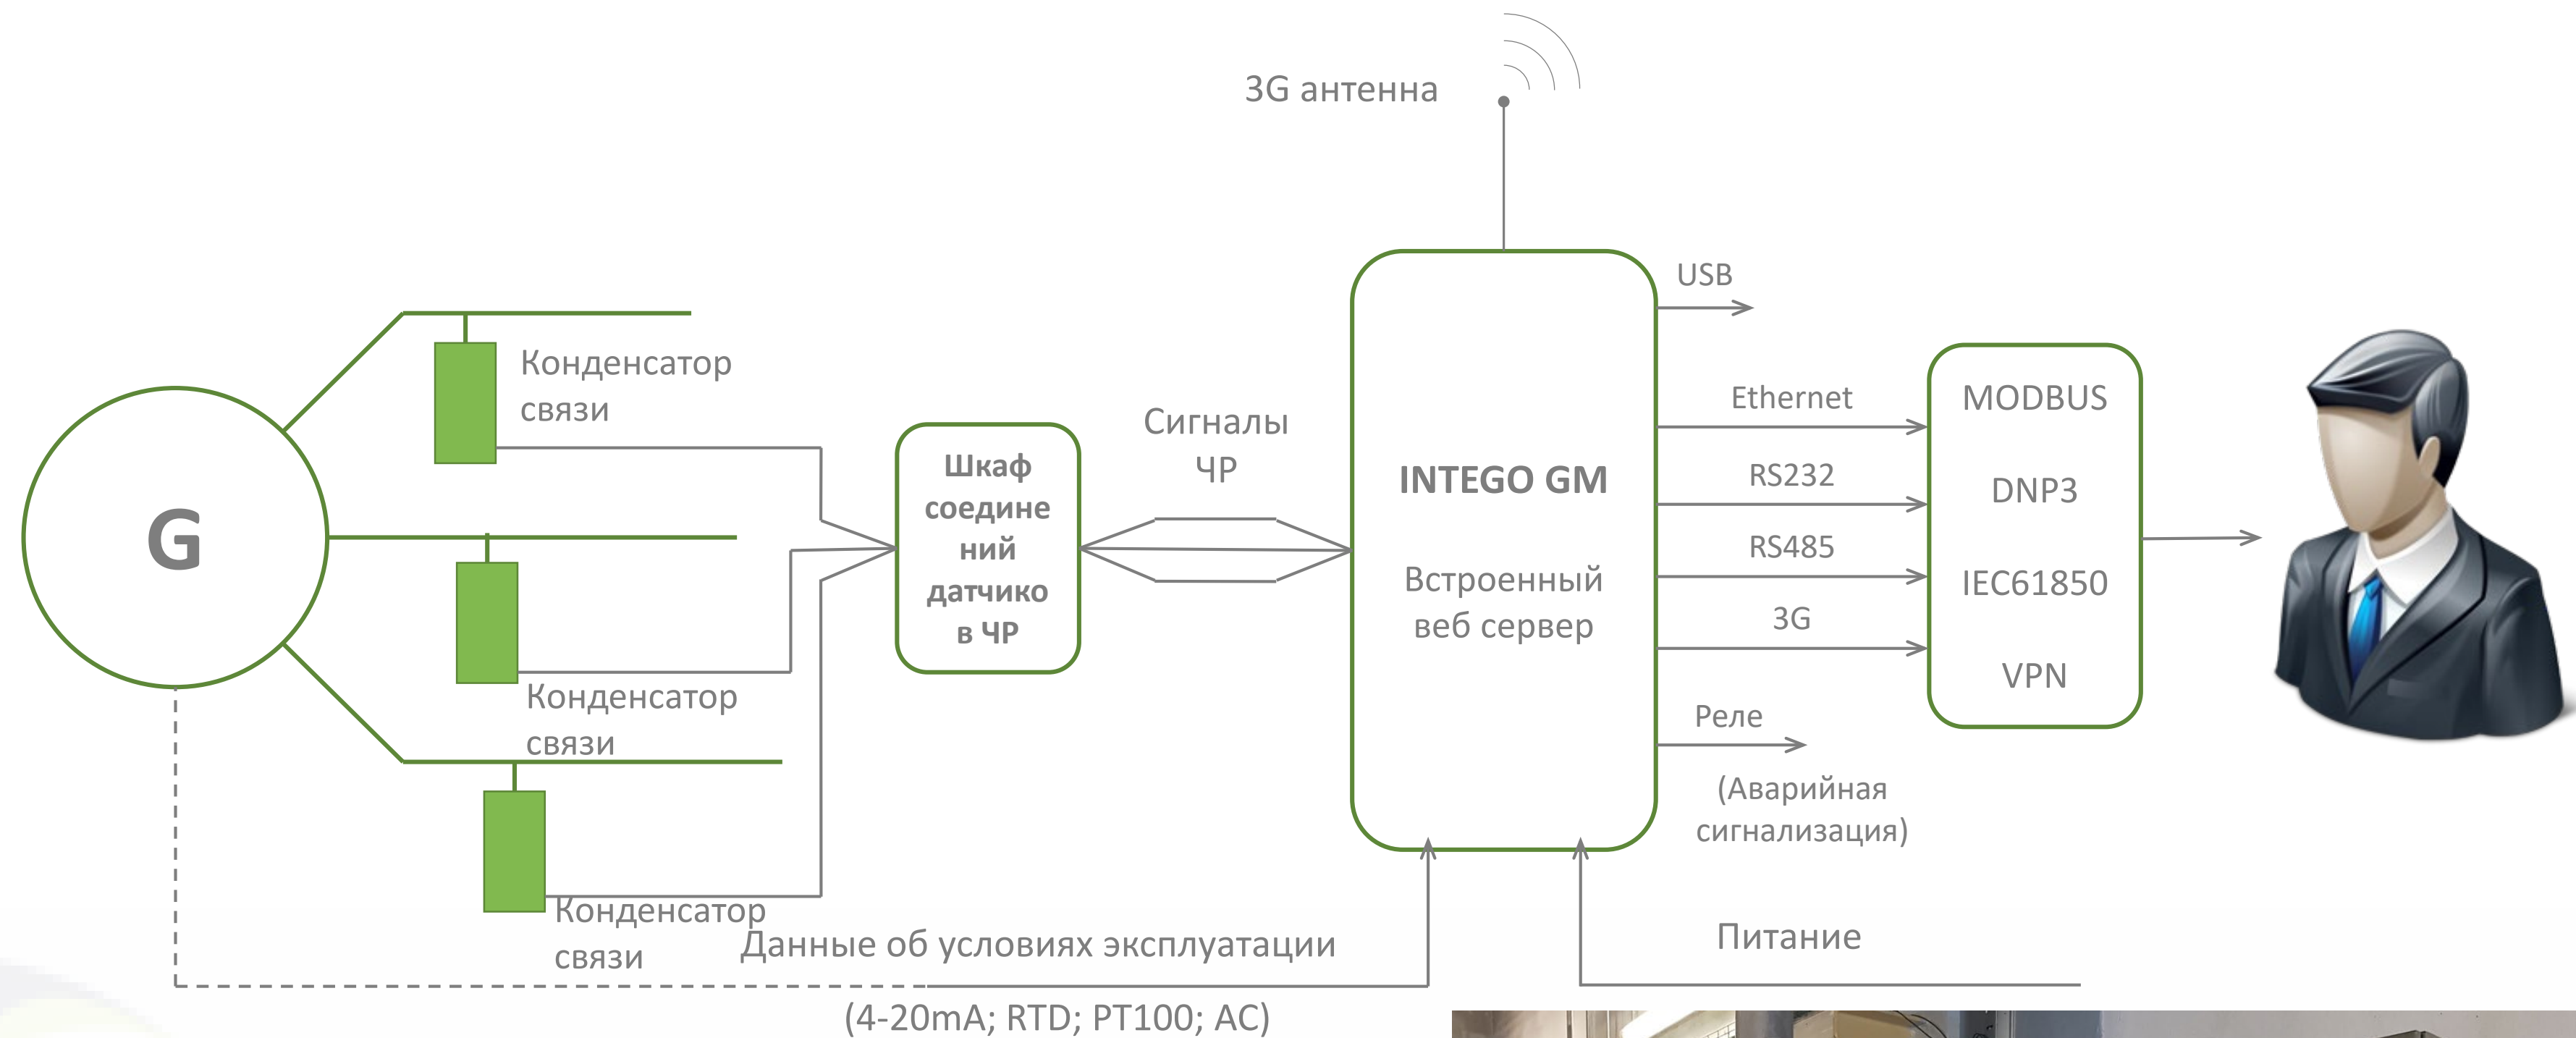 3G антенна
USB
Конденсатор
связи
Ethernet
MODBUS
Сигналы
ЧР
Шкаф
соедине
ний
датчико
в ЧР
INTEGO GM
RS232
DNP3
G
RS485
Встроенный
веб сервер
IEC61850
3G
VPN
Конденсатор
связи
Реле
(Аварийная
сигнализация)
Конденсатор
связи
Данные об условиях эксплуатации
Питание
(4-20mA; RTD; PT100; AC)